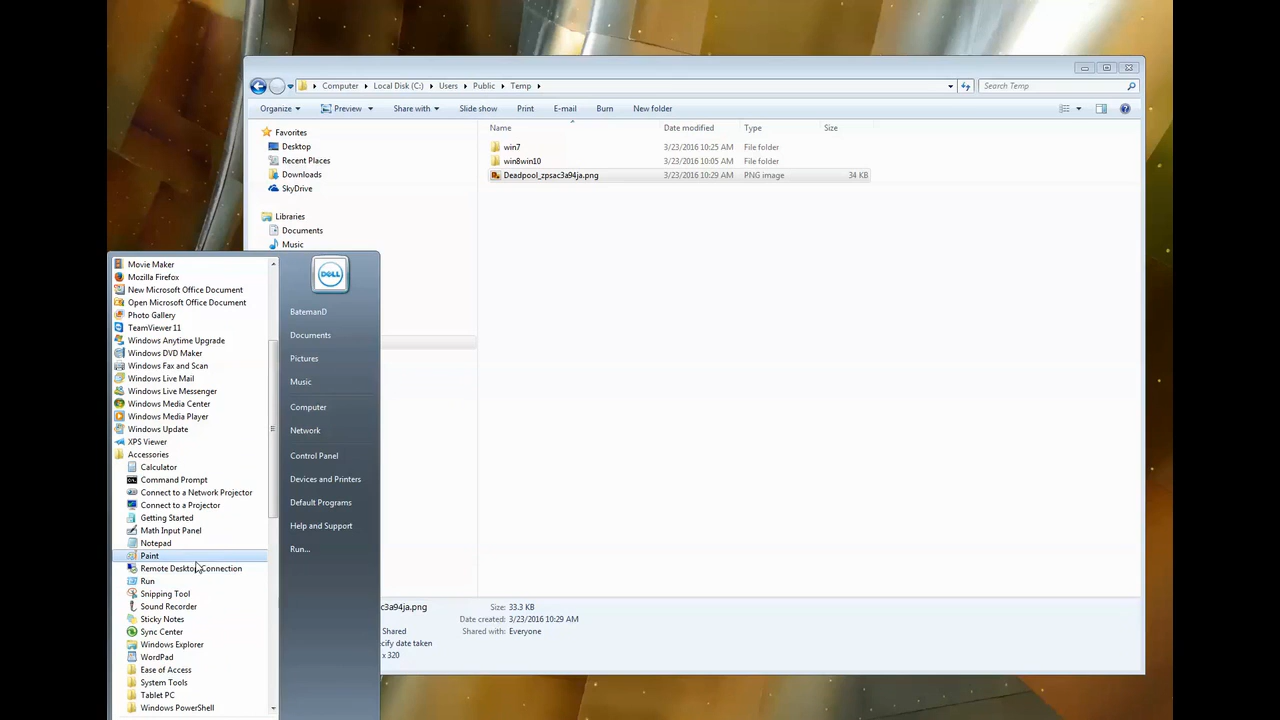 Computer Local Disk (C:) Users Public Temp
Search Temp
Organize Preview Share with Slide show Print E-mail Burn New folder
Name Date modified Type Size
Favorites
Desktop
Recent Places
Downloads
SkyDrive
Libraries
Documents
Music
win7 3/23/2016 10:25 AM File folder
win8win10 3/23/2016 10:05 AM File folder
Deadpool_zpsac3a94ja.png 3/23/2016 10:29 AM PNG image 34 KB
Movie Maker
Mozilla Firefox
New Microsoft Office Document
Open Microsoft Office Document
Photo Gallery
TeamViewer 11
Windows Anytime Upgrade
Windows DVD Maker
Windows Fax and Scan
Windows Live Mail
Windows Live Messenger
Windows Media Center
Windows Media Player
Windows Update
XPS Viewer
Accessories
Calculator
Command Prompt
Connect to a Network Projector
Connect to a Projector
Getting Started
Math Input Panel
Notepad
Paint
Remote Desktop Connection
Run
Snipping Tool
Sound Recorder
Sticky Notes
Sync Center
Windows Explorer
WordPad
Ease of Access
System Tools
Tablet PC
Windows PowerShell
DELL
BatemanD
Documents
Pictures
Music
Computer
Network
Control Panel
Devices and Printers
Default Programs
Help and Support
Run...
c3a94ja.png Size: 33.3 KB
Date created: 3/23/2016 10:29 AM
Shared Shared with: Everyone
cify date taken
x 320